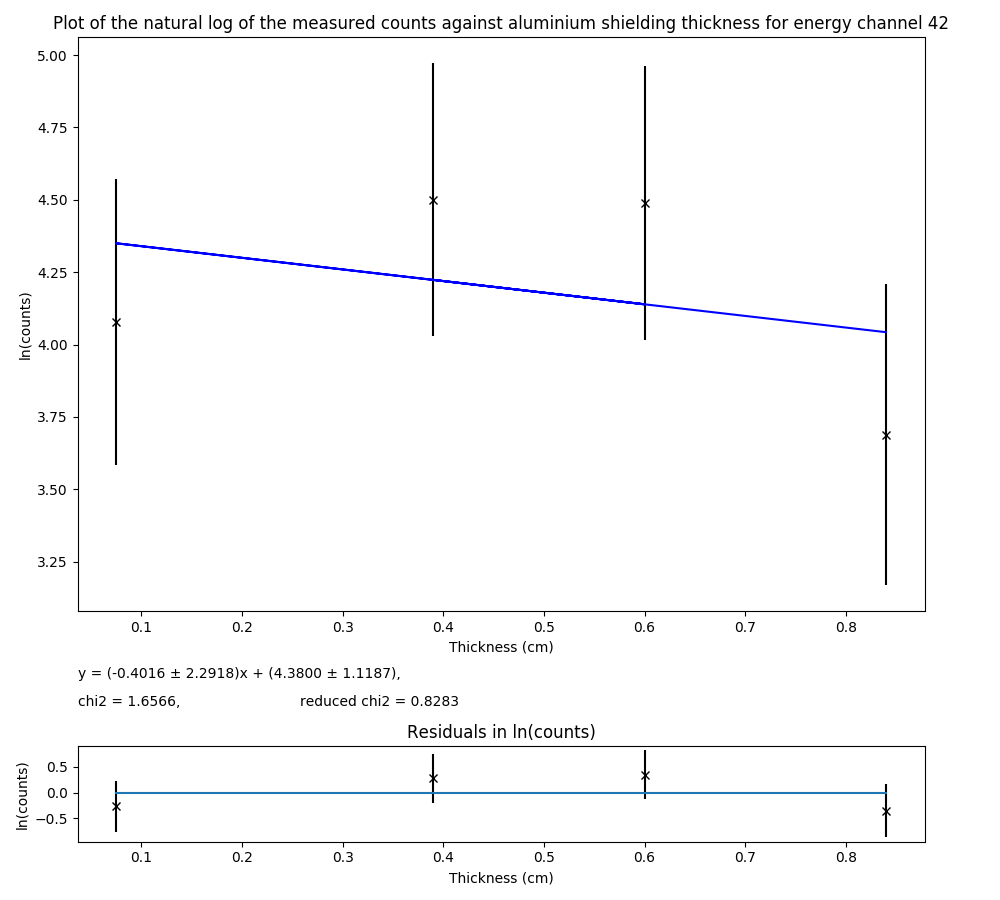 Plot of the natural log of the measured counts against aluminium shielding thickness for energy channel 42
5.00
4.75
4.50
4.25
4.00
3.75
3.50
3.25
ln(counts)
0.1 0.2 0.3 0.4 0.5 0.6 0.7 0.8
Thickness (cm)
y = (-0.4016 ± 2.2918)x + (4.3800 ± 1.1187),
chi2 = 1.6566, reduced chi2 = 0.8283
Residuals in ln(counts)
0.5
0.0
−0.5
ln(counts)
0.1 0.2 0.3 0.4 0.5 0.6 0.7 0.8
Thickness (cm)